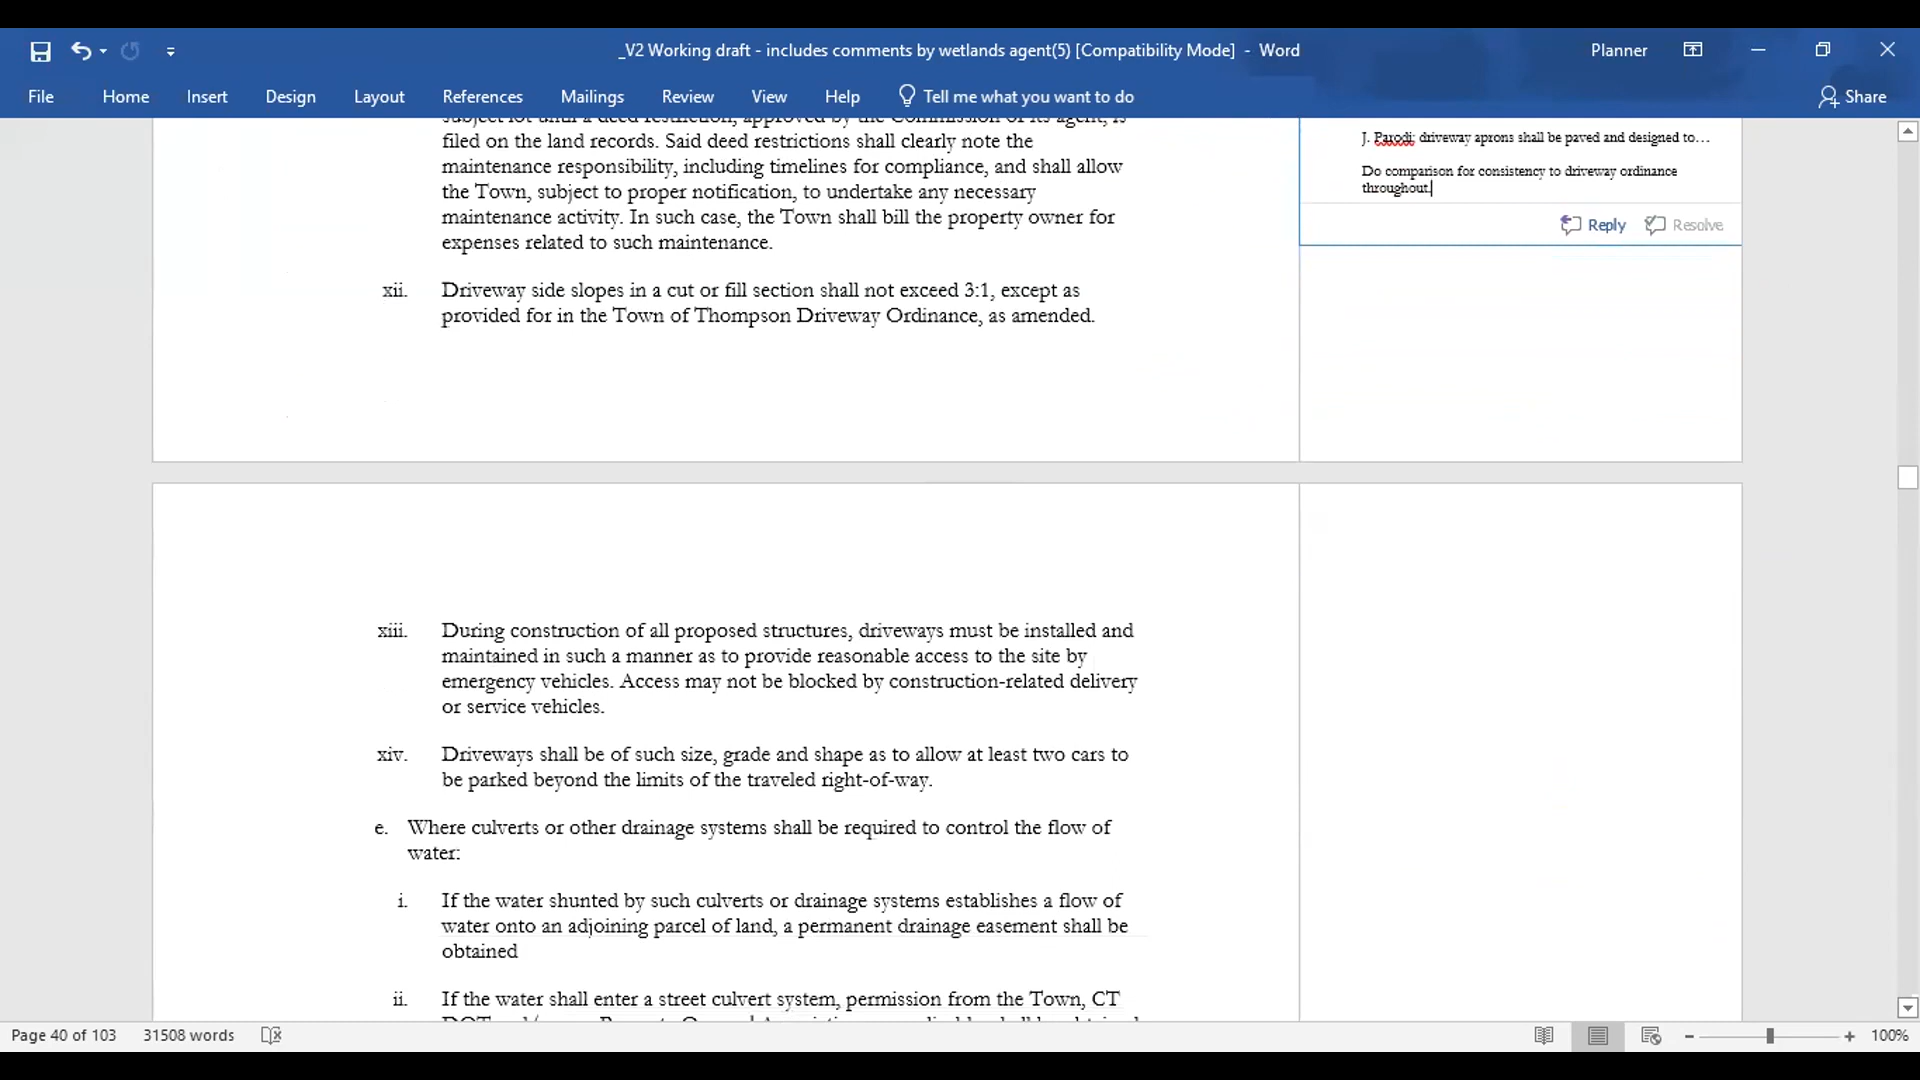 _V2 Working draft - includes comments by wetlands agent(5) [Compatibility Mode] - Word
Planner
File Home Insert Design Layout References Mailings Review View Help Tell me what you want to do Share
subject lot until a deed restriction, approved by the Commission or its agent, is
filed on the land records. Said deed restrictions shall clearly note the
maintenance responsibility, including timelines for compliance, and shall allow
the Town, subject to proper notification, to undertake any necessary
maintenance activity. In such case, the Town shall bill the property owner for
expenses related to such maintenance.
xii. Driveway side slopes in a cut or fill section shall not exceed 3:1, except as
provided for in the Town of Thompson Driveway Ordinance, as amended.
J. Parodi: driveway aprons shall be paved and designed to…
Do comparison for consistency to driveway ordinance
throughout.
Reply Resolve
xiii. During construction of all proposed structures, driveways must be installed and
maintained in such a manner as to provide reasonable access to the site by
emergency vehicles. Access may not be blocked by construction-related delivery
or service vehicles.
xiv. Driveways shall be of such size, grade and shape as to allow at least two cars to
be parked beyond the limits of the traveled right-of-way.
e. Where culverts or other drainage systems shall be required to control the flow of
water:
i. If the water shunted by such culverts or drainage systems establishes a flow of
water onto an adjoining parcel of land, a permanent drainage easement shall be
obtained
ii. If the water shall enter a street culvert system, permission from the Town, CT
Page 40 of 103 31508 words 100%